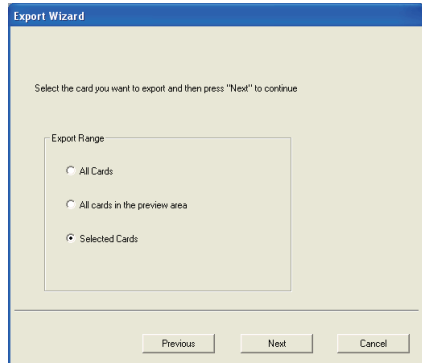 Export Wizard
Select the card you want to export and then press "Next" to continue
Export Range
All Cards
All cards in the preview area
Selected Cards
Previous Next Cancel